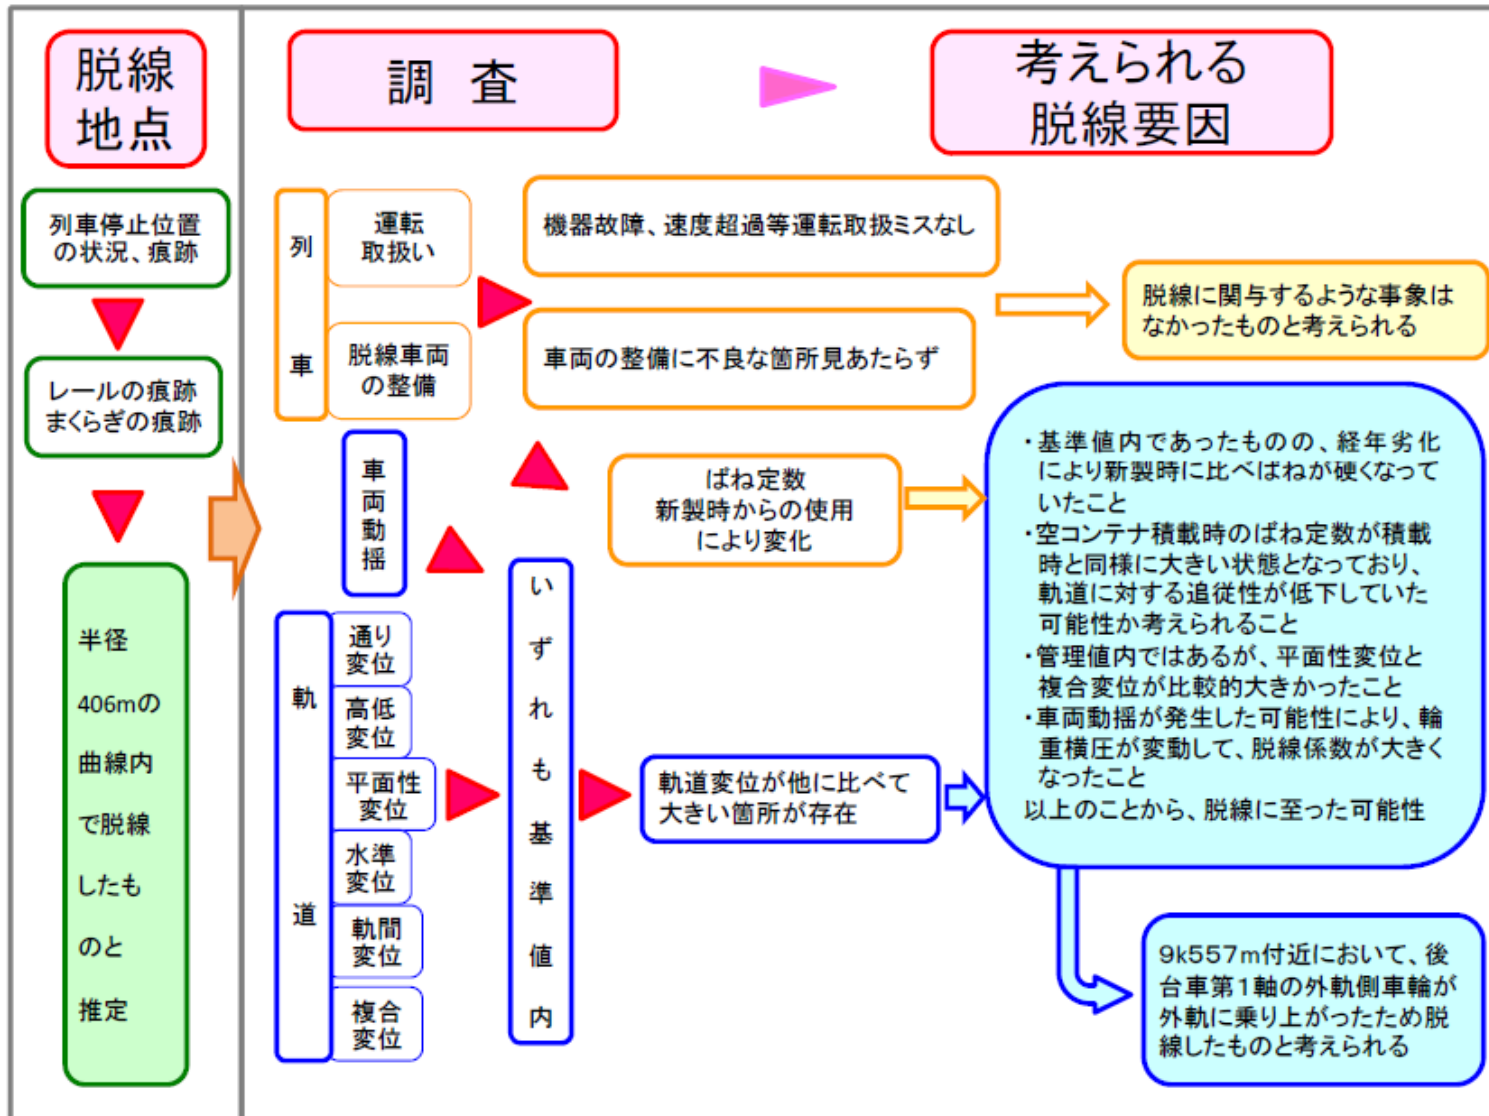 脱線
地点
調 査
考えられる
脱線要因
列車停止位置
の状況、痕跡
レールの痕跡
まくらぎの痕跡
半径
406mの
曲線内
で脱線
したも
のと
推定
列車
運転
取扱い
脱線車両
の整備
機器故障、速度超過等運転取扱ミスなし
車両の整備に不良な箇所見あたらず
脱線に関与するような事象は
なかったものと考えられる
車両動揺
ばね定数
新製時からの使用
により変化
軌道
通り
変位
高低
変位
平面性
変位
水準
変位
軌間
変位
複合
変位
いずれも基準値内
軌道変位が他に比べて
大きい箇所が存在
・基準値内であったものの、経年劣化
により新製時に比べばねが硬くなって
いたこと
・空コンテナ積載時のばね定数が積載
時と同様に大きい状態となっており、
軌道に対する追従性が低下していた
可能性か考えられること
・管理値内ではあるが、平面性変位と
複合変位が比較的大きかったこと
・車両動揺が発生した可能性により、輪
重横圧が変動して、脱線係数が大きく
なったこと
以上のことから、脱線に至った可能性
9k557m付近において、後
台車第1軸の外軌側車輪が
外軌に乗り上がったため脱
線したものと考えられる